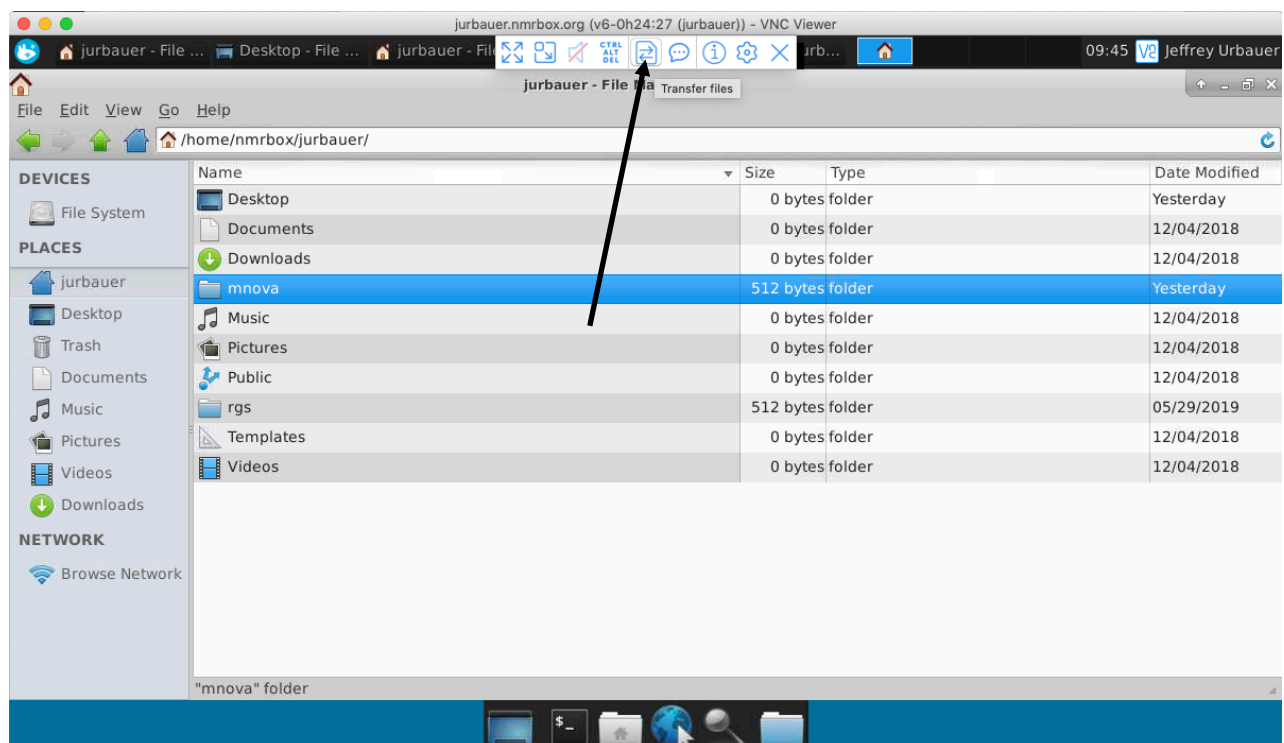 jurbauer.nmrbox.org (v6-0h24:27 (jurbauer)) - VNC Viewer
jurbauer - File ... Desktop - File ... jurbauer - Fil CTRL ALT DEL urb... 09:45 V2 Jeffrey Urbauer
jurbauer - File Ma Transfer files
File Edit View Go Help
/home/nmrbox/jurbauer/
DEVICES
File System
PLACES
jurbauer
Desktop
Trash
Documents
Music
Pictures
Videos
Downloads
NETWORK
Browse Network
Name Size Type Date Modified
Desktop 0 bytes folder Yesterday
Documents 0 bytes folder 12/04/2018
Downloads 0 bytes folder 12/04/2018
mnova 512 bytes folder Yesterday
Music 0 bytes folder 12/04/2018
Pictures 0 bytes folder 12/04/2018
Public 0 bytes folder 12/04/2018
rgs 512 bytes folder 05/29/2019
Templates 0 bytes folder 12/04/2018
Videos 0 bytes folder 12/04/2018
"mnova" folder
$_